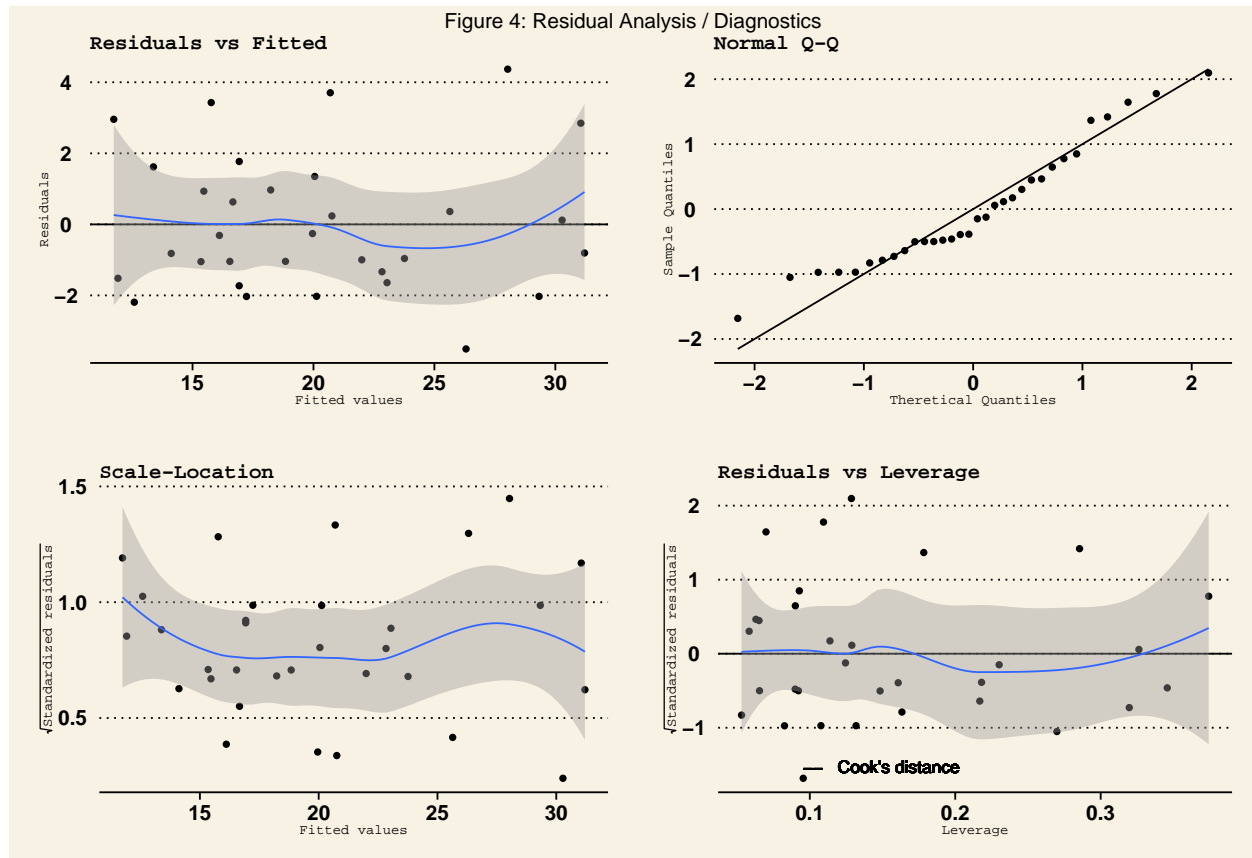 Figure 4: Residual Analysis / Diagnostics
Residuals vs Fitted
Normal Q-Q
4
2
0
−2
Residuals
15 20 25 30
Fitted values
2
1
0
−1
−2
Sample Quantiles
−2 −1 0 1 2
Theretical Quantiles
Scale-Location
Residuals vs Leverage
1.5
1.0
0.5
√Standardized residuals
15 20 25 30
Fitted values
2
1
0
−1
√Standardized residuals
Cook's distance
0.1 0.2 0.3
Leverage